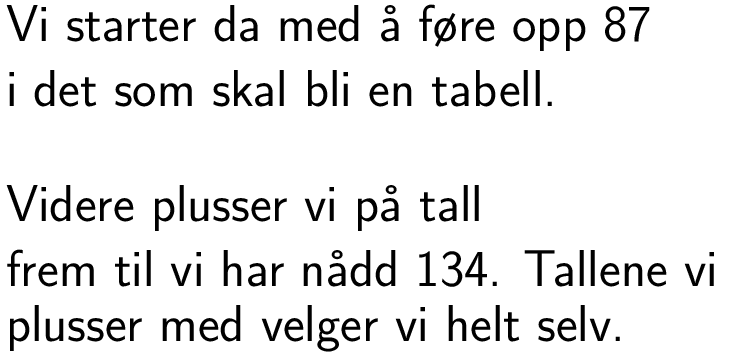 Vi starter da med å føre opp 87
i det som skal bli en tabell.
Videre plusser vi på tall
frem til vi har nådd 134. Tallene vi
plusser med velger vi helt selv.